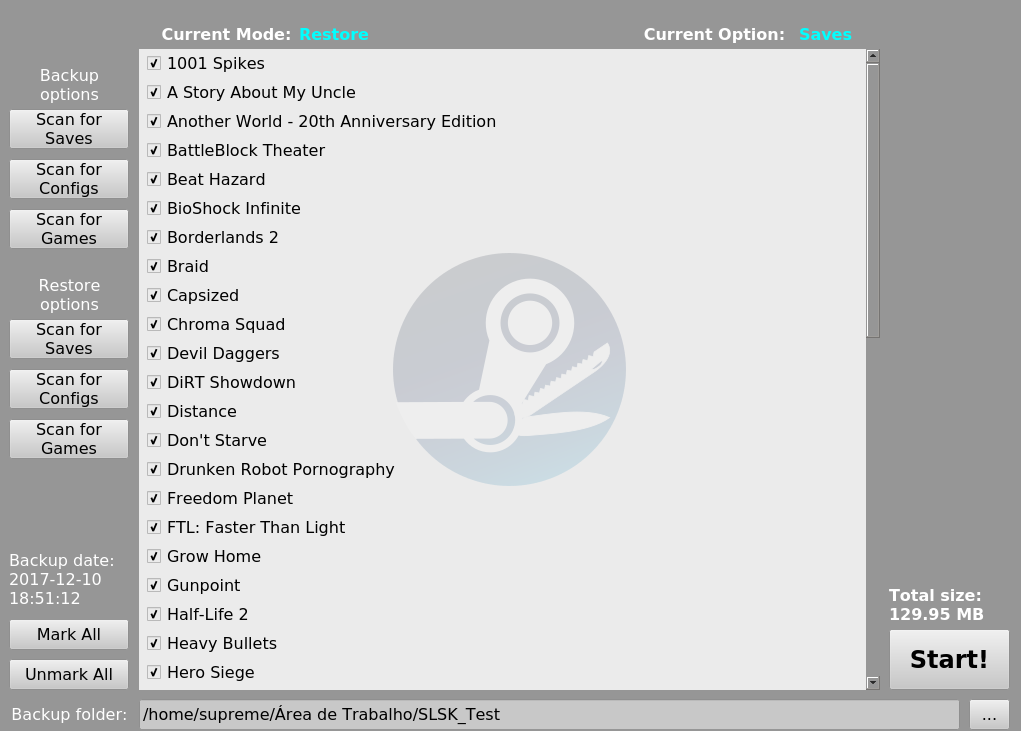 Current Mode: Restore
Current Option: Saves
Backup
options
Scan for
Saves
Scan for
Configs
Scan for
Games
Restore
options
Scan for
Saves
Scan for
Configs
Scan for
Games
Backup date:
2017-12-10
18:51:12
Mark All
Unmark All
1001 Spikes
A Story About My Uncle
Another World - 20th Anniversary Edition
BattleBlock Theater
Beat Hazard
BioShock Infinite
Borderlands 2
Braid
Capsized
Chroma Squad
Devil Daggers
DiRT Showdown
Distance
Don't Starve
Drunken Robot Pornography
Freedom Planet
FTL: Faster Than Light
Grow Home
Gunpoint
Half-Life 2
Heavy Bullets
Hero Siege
Total size:
129.95 MB
Start!
Backup folder: /home/supreme/Área de Trabalho/SLSK_Test ...